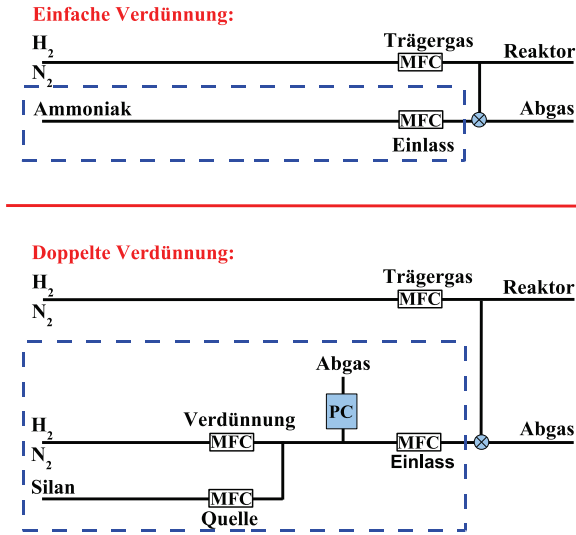 Einfache Verdünnung:
H₂
N₂
Trägergas
MFC
Reaktor
Ammoniak
MFC
Einlass
Abgas
Doppelte Verdünnung:
H₂
N₂
Trägergas
MFC
Reaktor
Abgas
PC
H₂
N₂
Verdünnung
MFC
MFC
Einlass
Abgas
Silan
MFC
Quelle